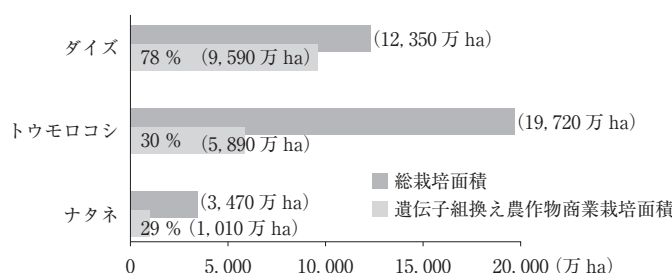 ダイズ
(12,350 万 ha)
78 % (9,590 万 ha)
トウモロコシ
(19,720 万 ha)
30 % (5,890 万 ha)
ナタネ
(3,470 万 ha)
29 % (1,010 万 ha)
総栽培面積
遺伝子組換え農作物商業栽培面積
0 5,000 10,000 15,000 20,000 (万 ha)